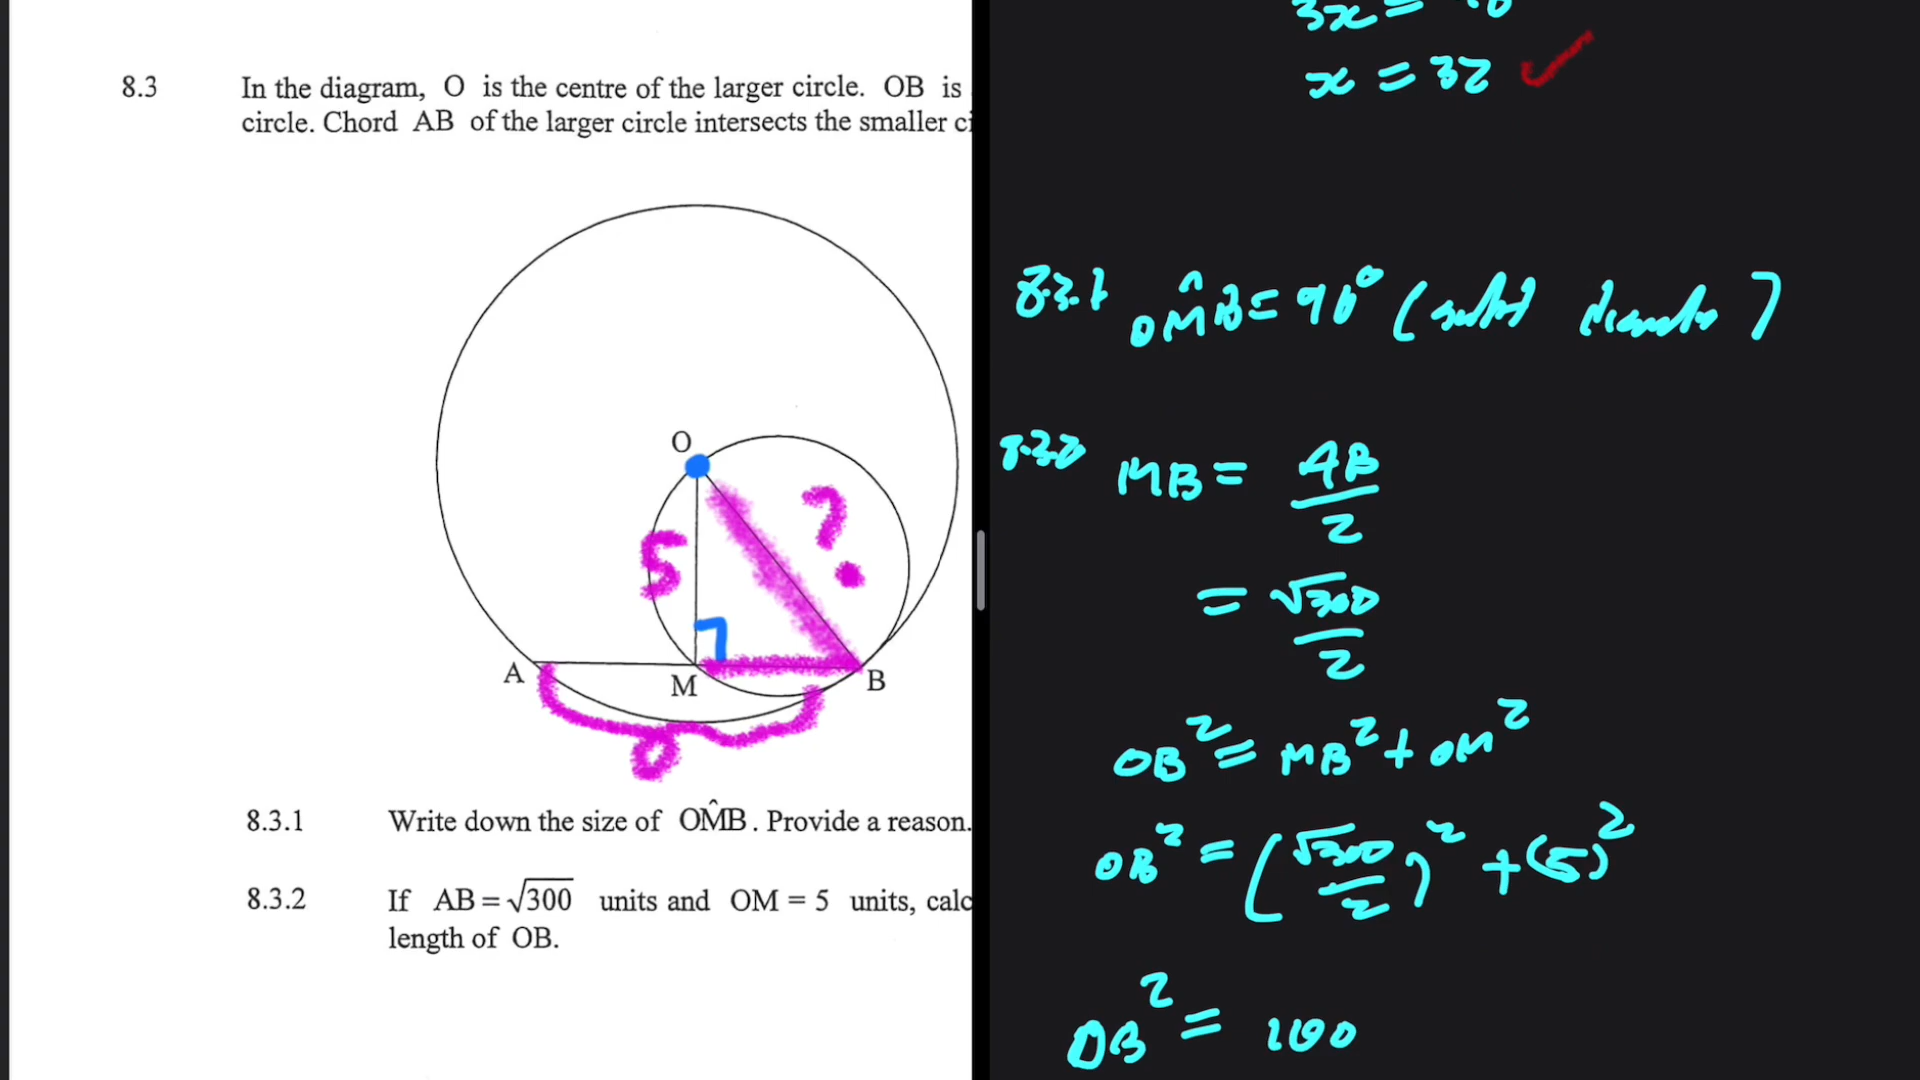 8.3 In the diagram, O is the centre of the larger circle. OB is
circle. Chord AB of the larger circle intersects the smaller ci
O
5
?
A
M
B
8.3.1 Write down the size of OM̂B. Provide a reason.
8.3.2 If AB = √300 units and OM = 5 units, calc
length of OB.
3x =
x = 32
8.3.1 OM̂B = 90° (
8.3.2 MB = AB/2
= √300/2
OB² = MB² + OM²
OB² = (√300/2)² + (5)²
OB² = 100